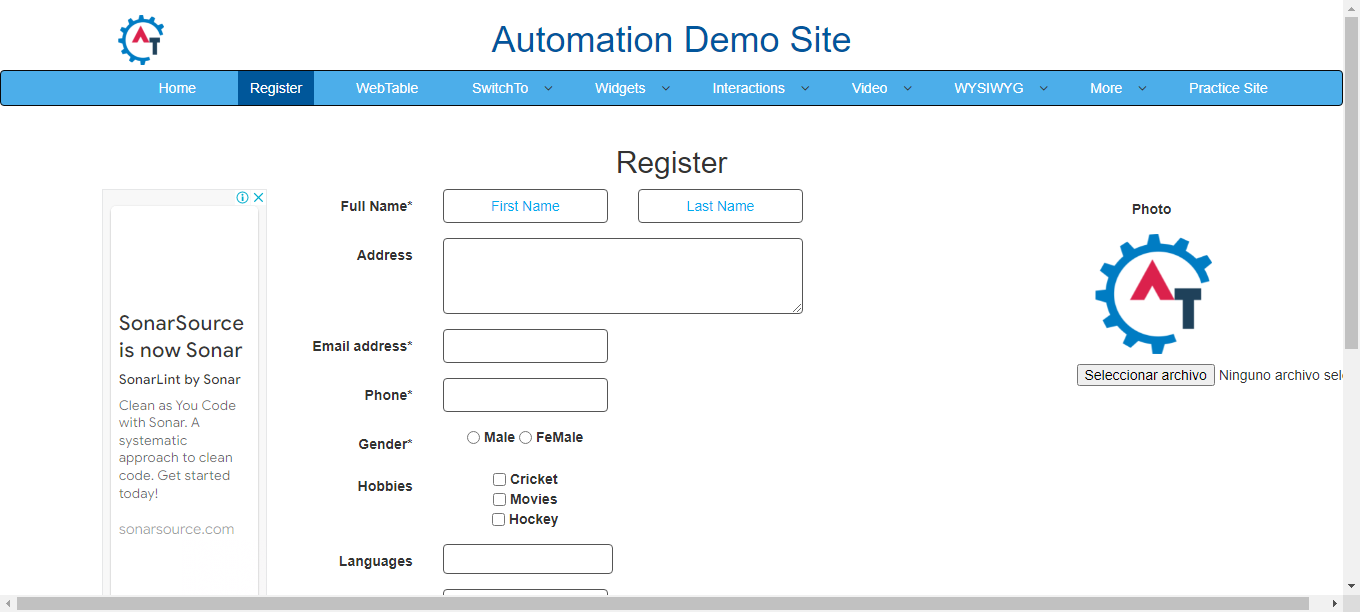 AT
Automation Demo Site
Home Register WebTable SwitchTo Widgets Interactions Video WYSIWYG More Practice Site
Register
Full Name* First Name Last Name
Address
Email address*
Phone*
Gender* Male FeMale
Hobbies Cricket
Movies
Hockey
Languages
Photo
AT
Seleccionar archivo Ninguno archivo sel
SonarSource
is now Sonar
SonarLint by Sonar
Clean as You Code
with Sonar. A
systematic
approach to clean
code. Get started
today!
sonarsource.com